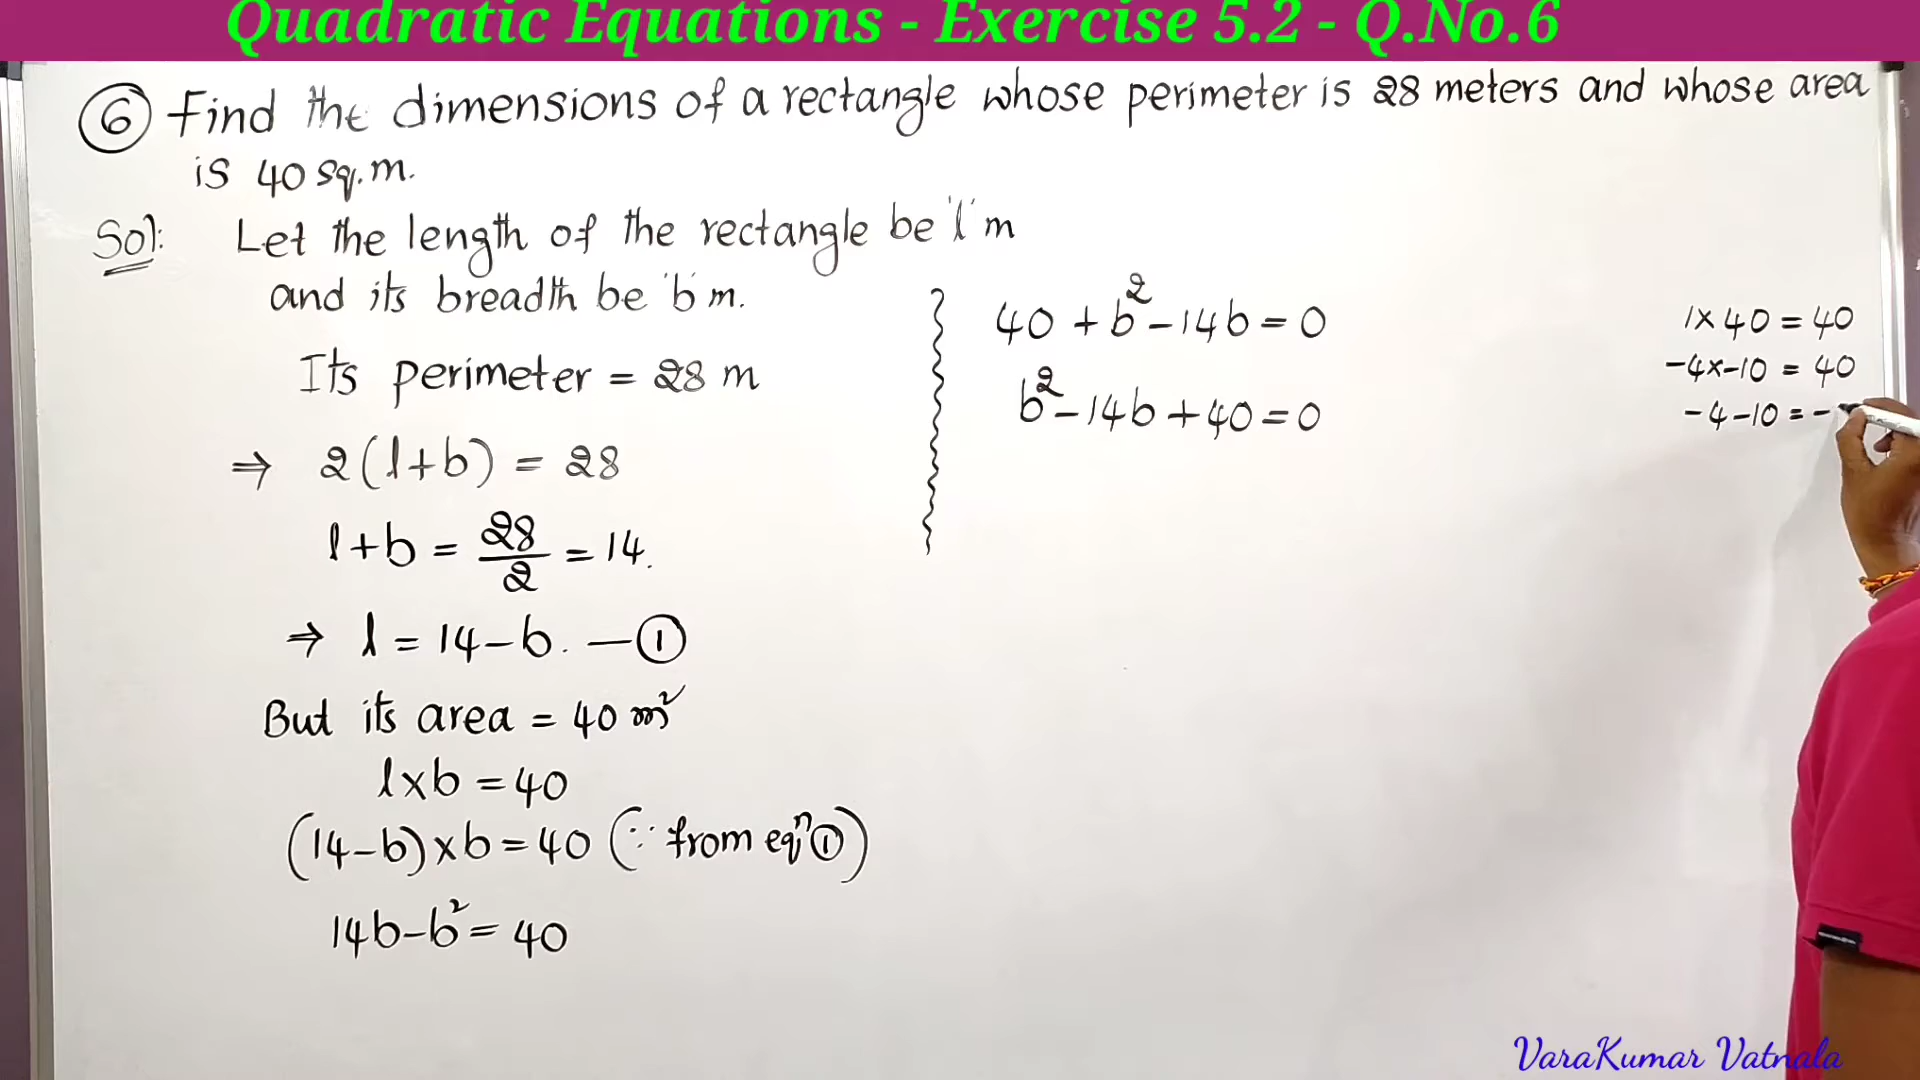 Quadratic Equations - Exercise 5.2 - Q.No.6
⑥ Find the dimensions of a rectangle whose perimeter is 28 meters and whose area
is 40 sq.m.
Sol: Let the length of the rectangle be 'l' m
and its breadth be 'b' m.
Its perimeter = 28 m
⇒ 2(l+b) = 28
l+b = 28/2 = 14.
⇒ l = 14-b. —①
But its area = 40 m²
l×b = 40
(14-b)×b = 40 (∵ from eqⁿ①)
14b-b² = 40
40 + b² - 14b = 0
b² - 14b + 40 = 0
1×40 = 40
-4×-10 = 40
-4-10 = -
VaraKumar Vatnala